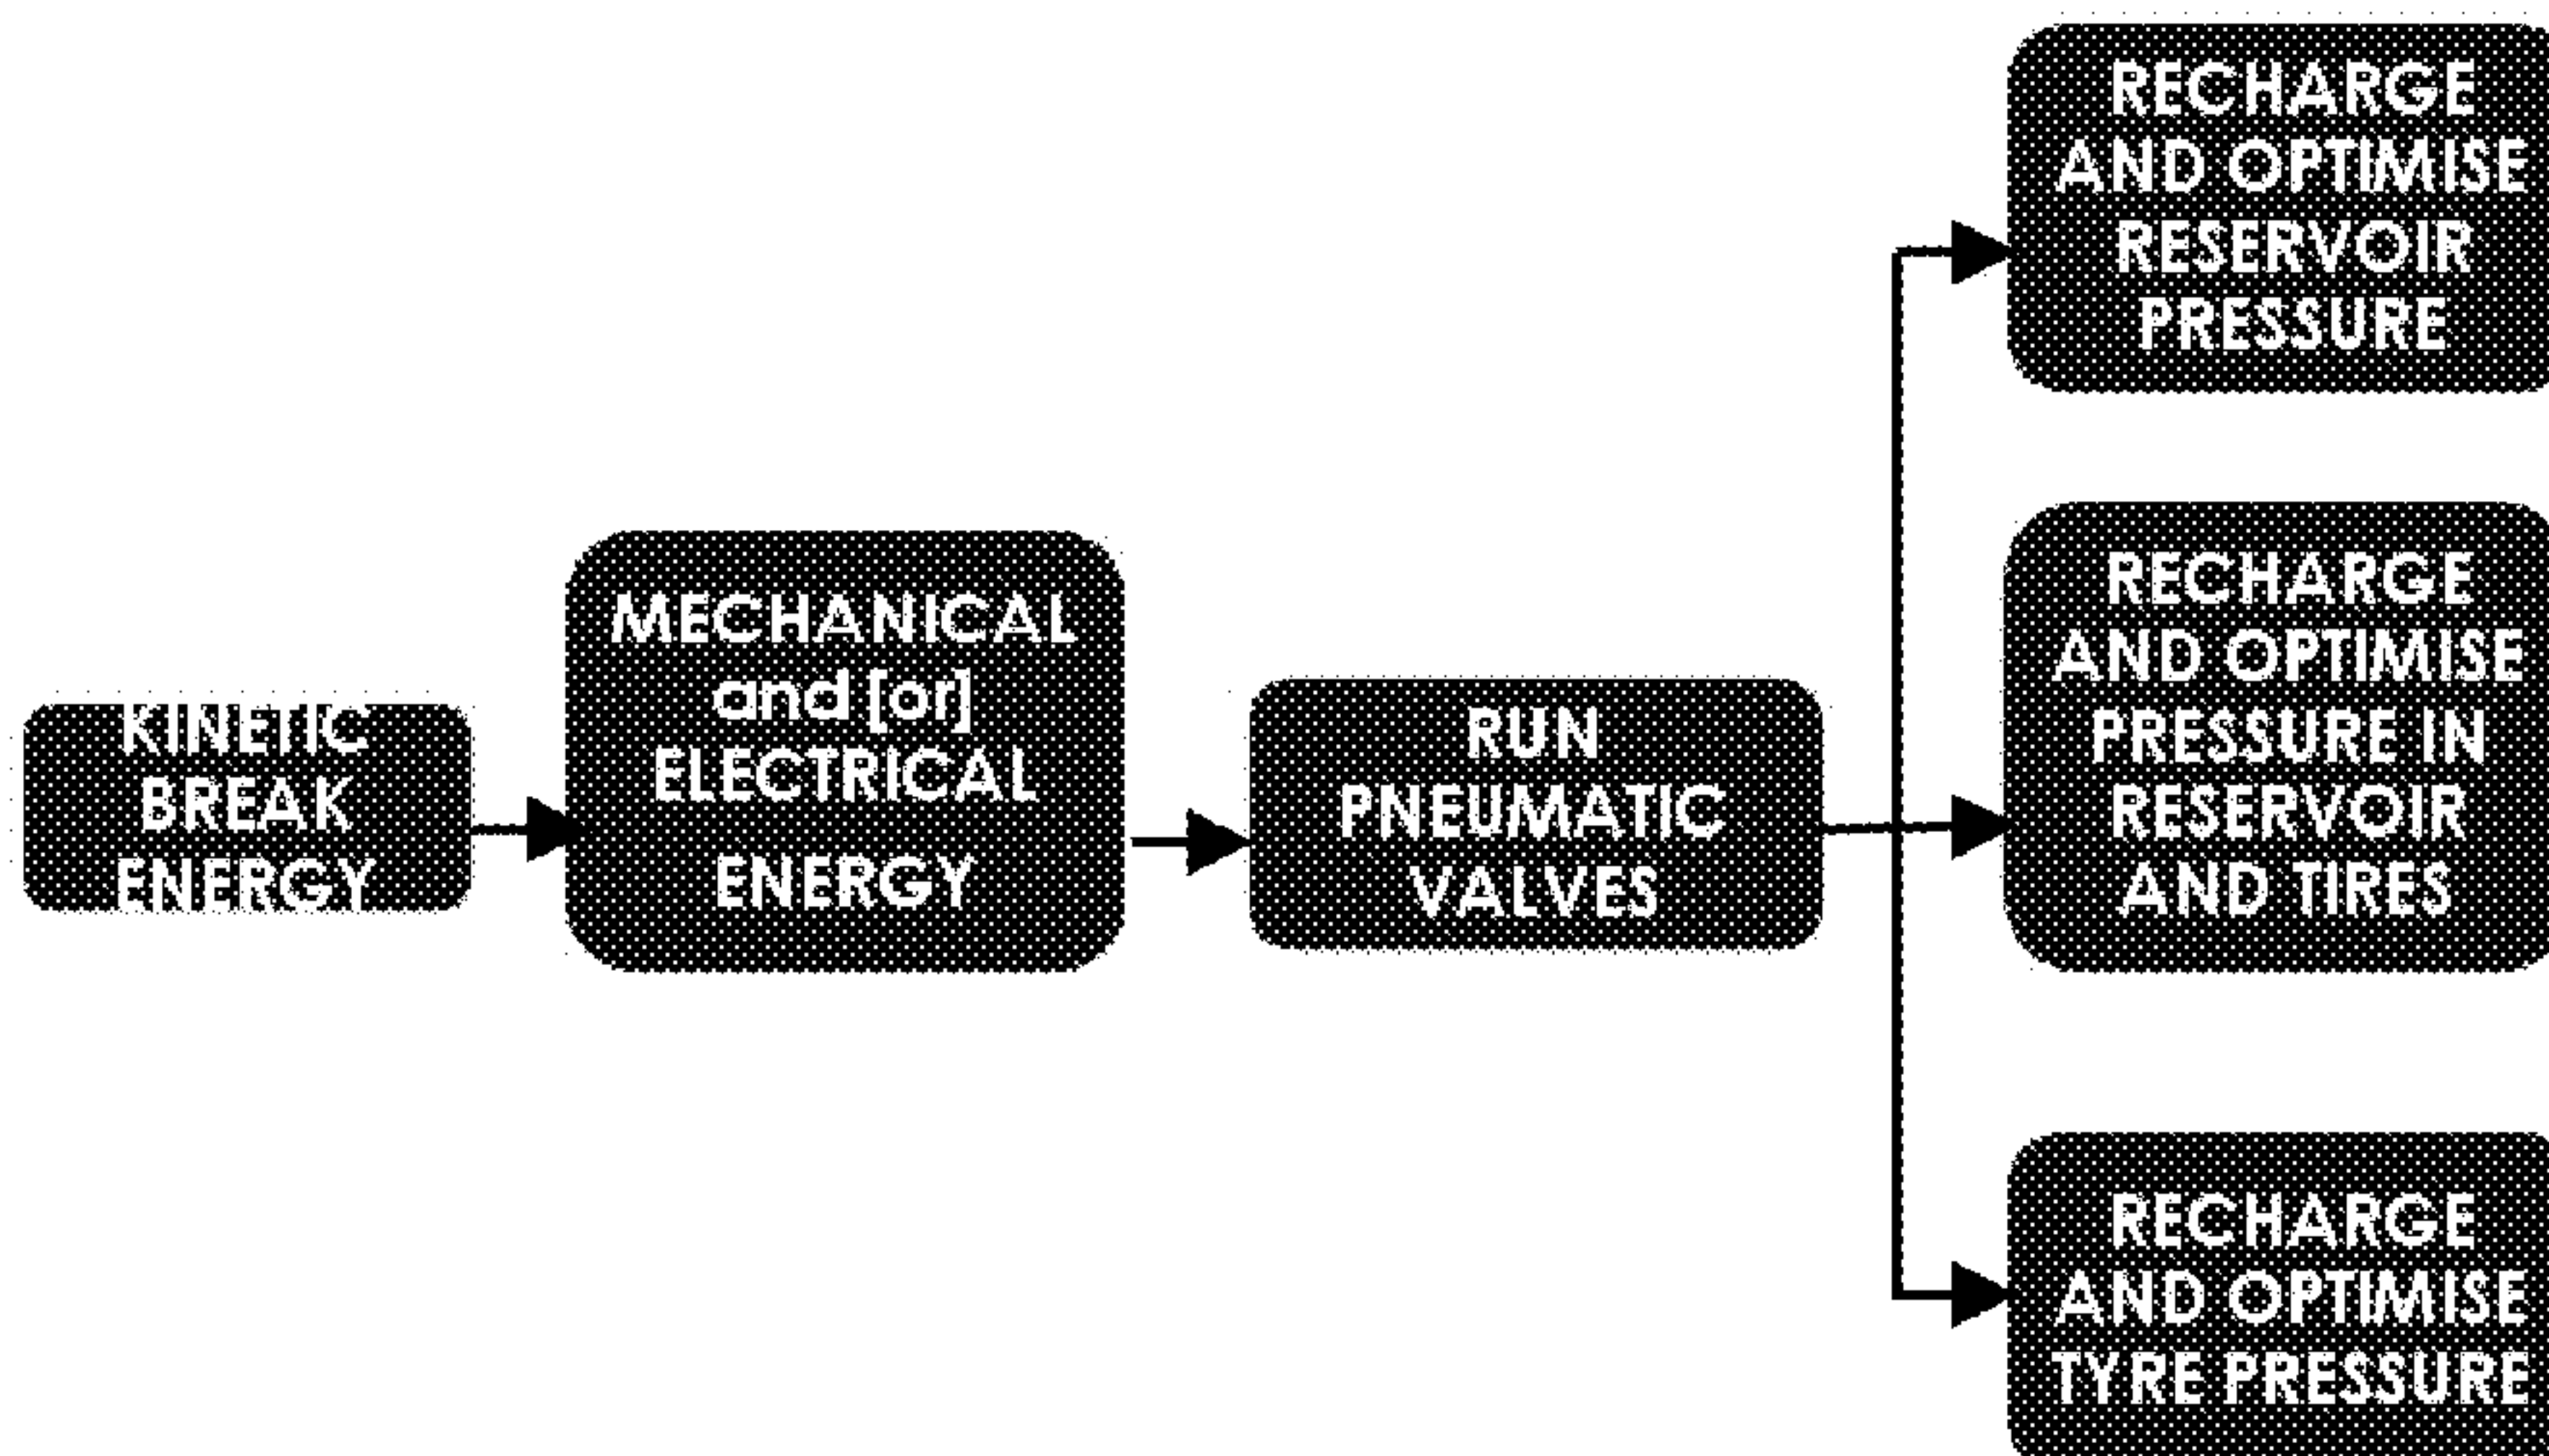 KINETIC
BREAK
ENERGY
MECHANICAL
and [or]
ELECTRICAL
ENERGY
RUN
PNEUMATIC
VALVES
RECHARGE
AND OPTIMISE
RESERVOIR
PRESSURE
RECHARGE
AND OPTIMISE
PRESSURE IN
RESERVOIR
AND TIRES
RECHARGE
AND OPTIMISE
TYRE PRESSURE